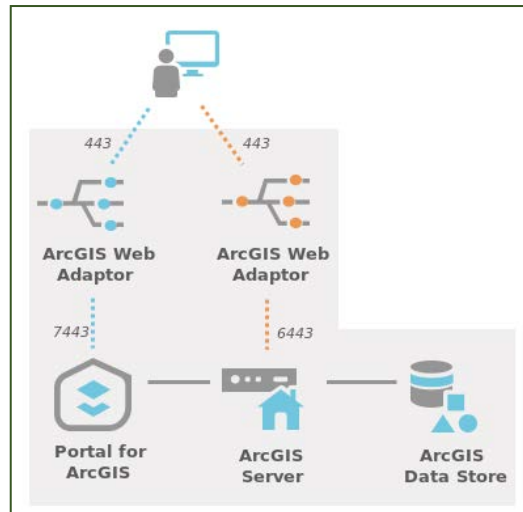 443
443
ArcGIS Web
Adaptor
ArcGIS Web
Adaptor
7443
6443
Portal for
ArcGIS
ArcGIS
Server
ArcGIS
Data Store